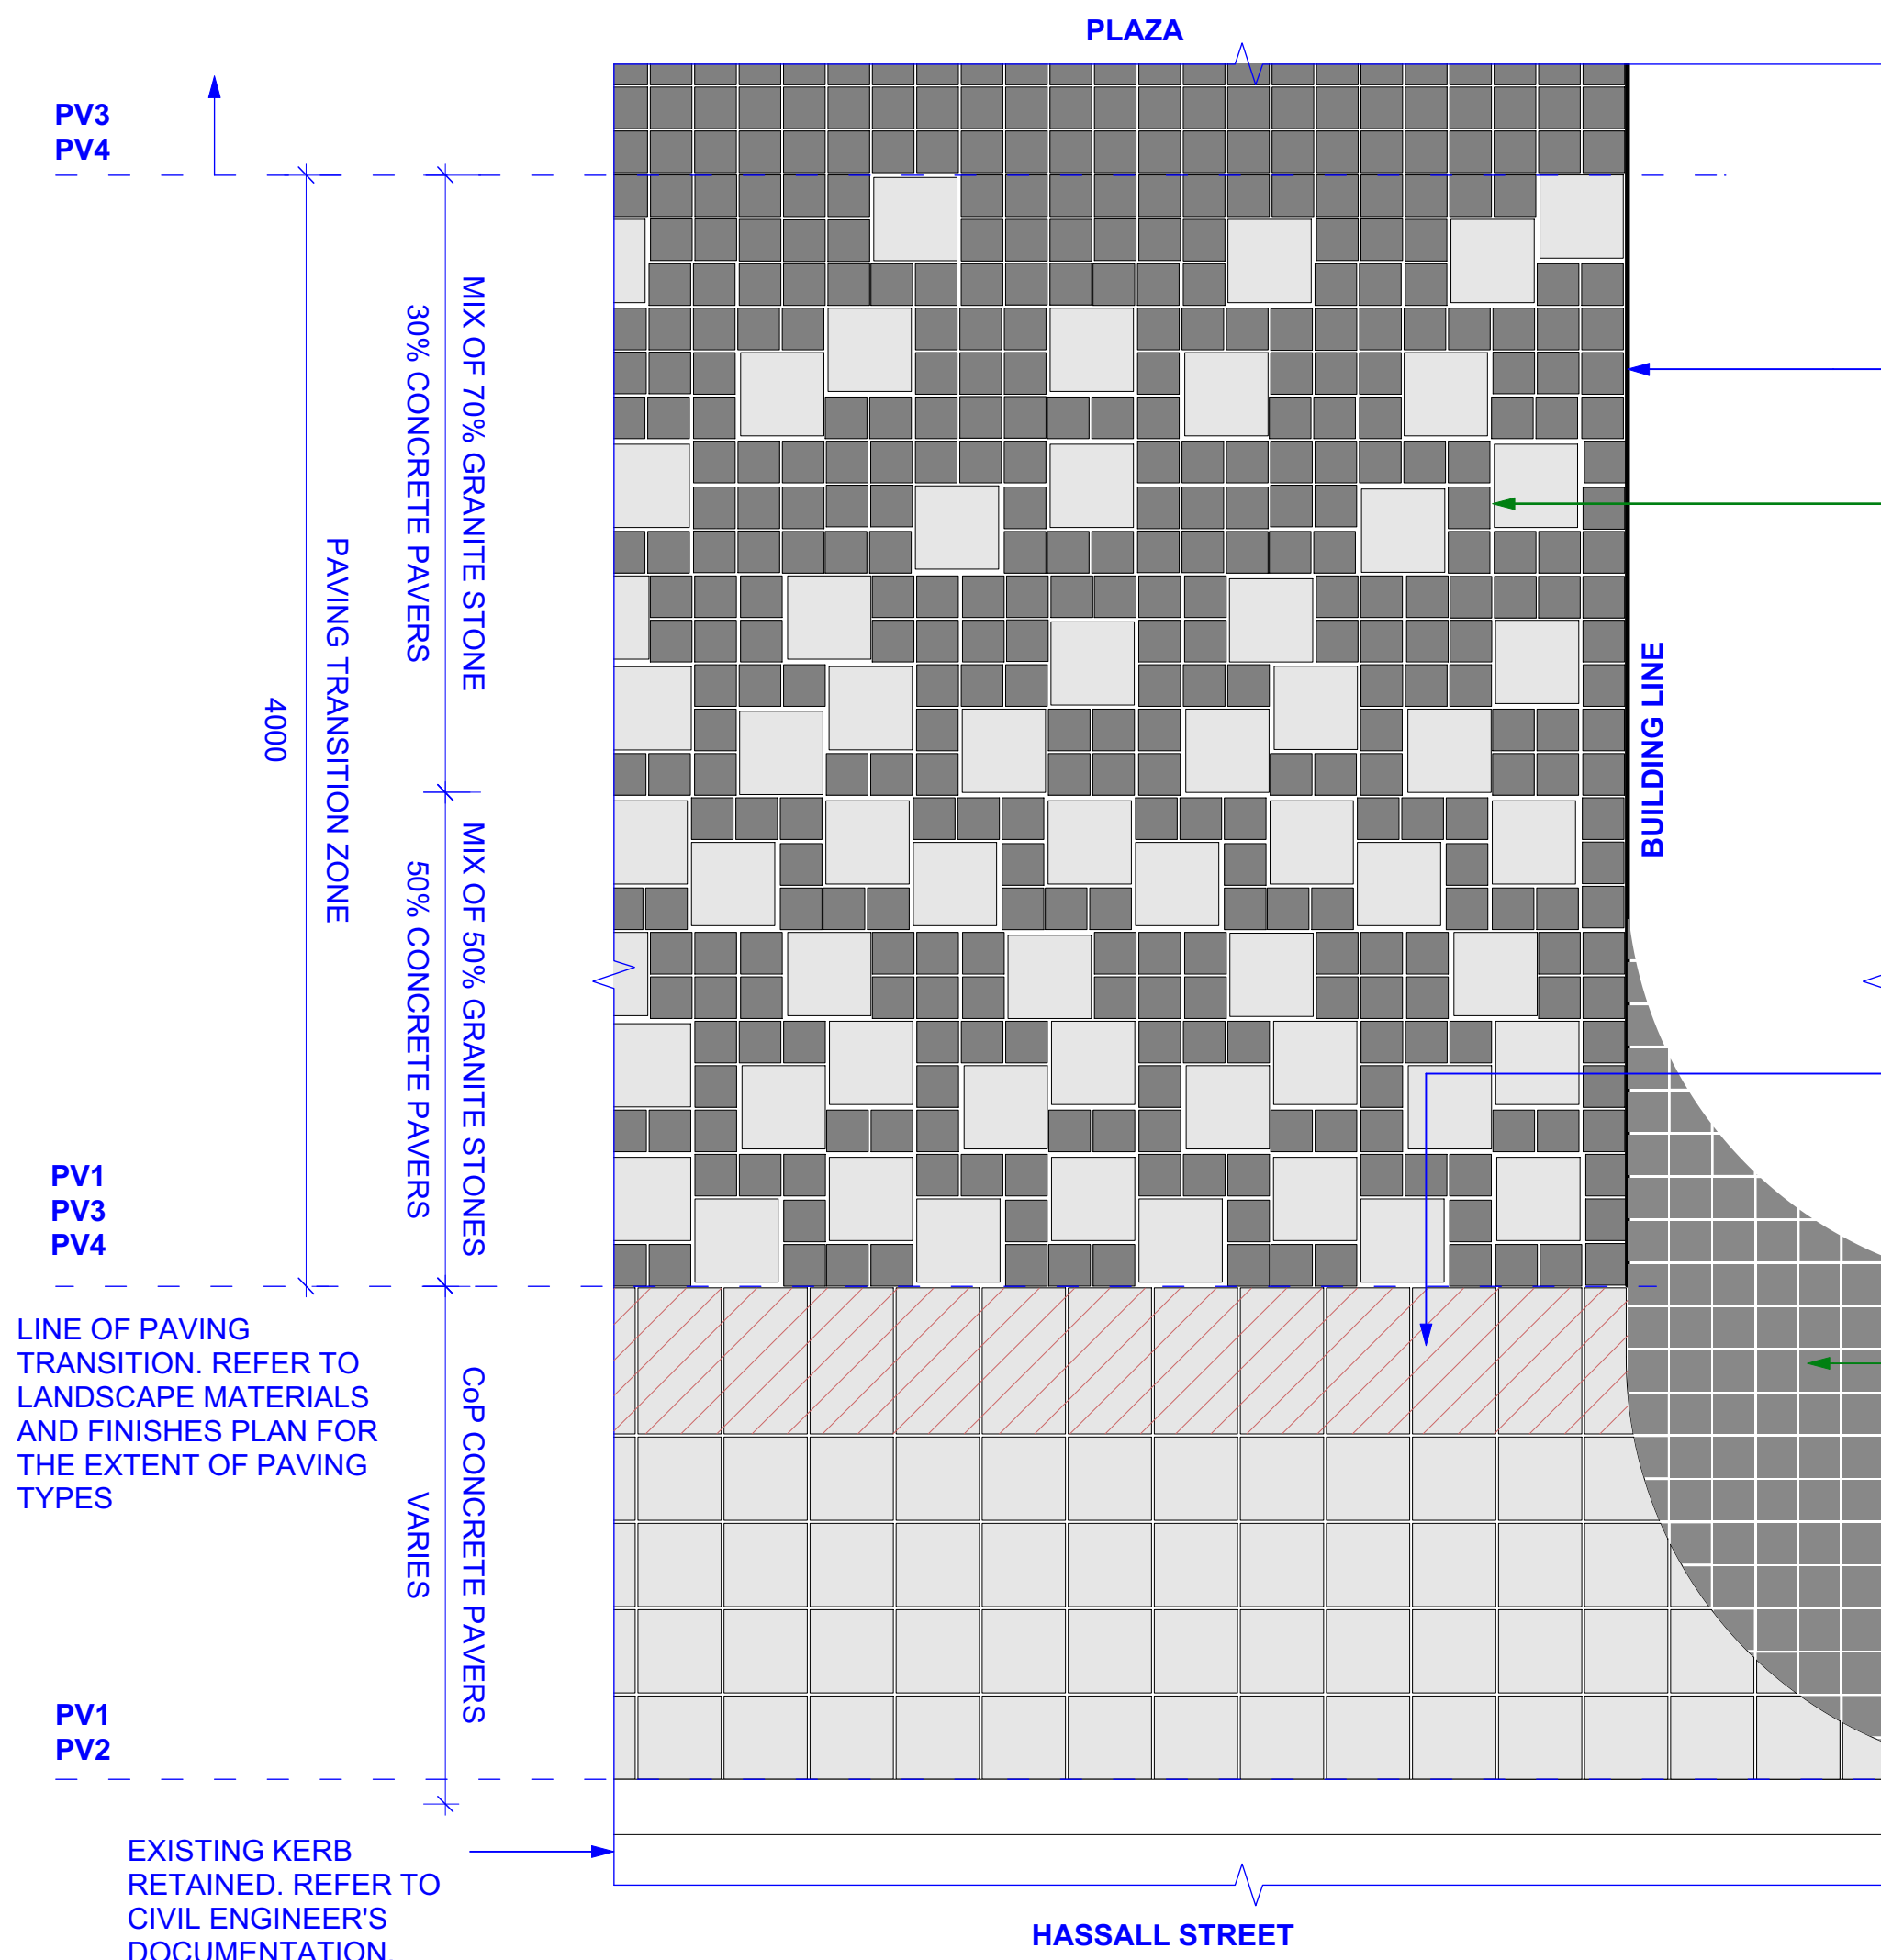 PLAZA
PV3
PV4
MIX OF 70% GRANITE STONE
30% CONCRETE PAVERS
PAVING TRANSITION ZONE
4000
BUILDING LINE
MIX OF 50% GRANITE STONES
50% CONCRETE PAVERS
PV1
PV3
PV4
LINE OF PAVING
TRANSITION. REFER TO
LANDSCAPE MATERIALS
AND FINISHES PLAN FOR
THE EXTENT OF PAVING
TYPES
CoP CONCRETE PAVERS
VARIES
PV1
PV2
EXISTING KERB
RETAINED. REFER TO
CIVIL ENGINEER'S
DOCUMENTATION.
HASSALL STREET